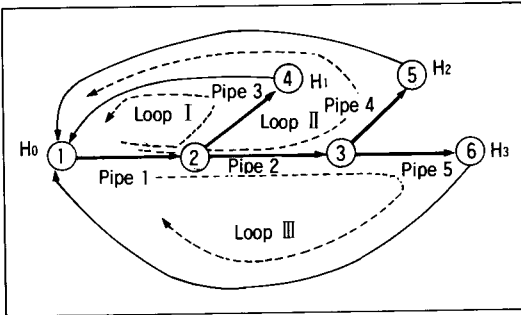 5 H₂
4 H₁
Pipe 3
Pipe 4
Loop Ⅰ
Loop Ⅱ
H₀ 1 2 3 6 H₃
Pipe 1 Pipe 2 Pipe 5
Loop Ⅲ